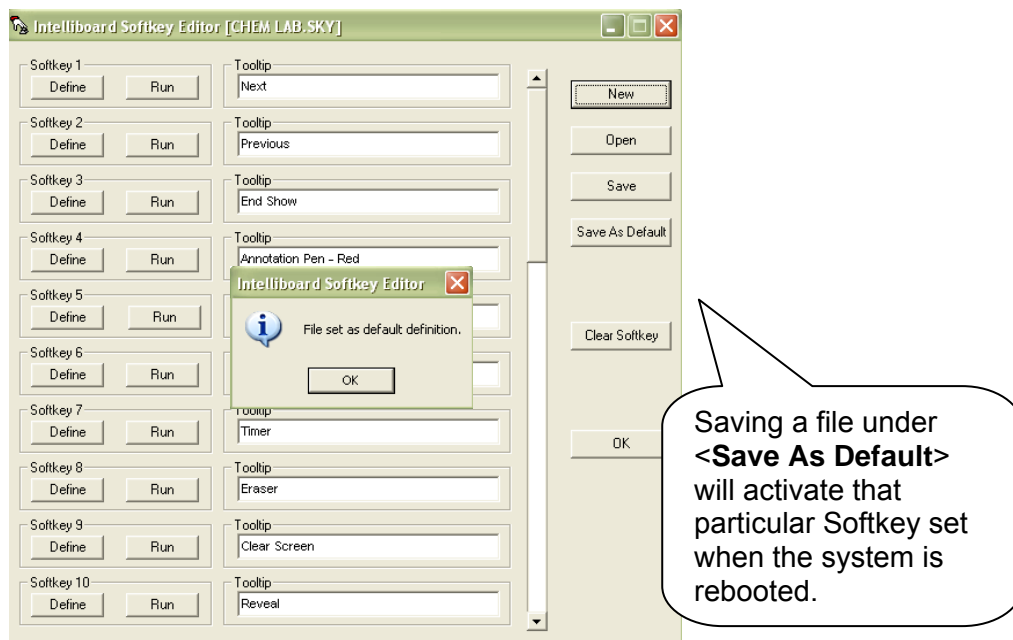 Intelliboard Softkey Editor [CHEM LAB.SKY]
Softkey 1
Define Run
Tooltip
Next
Softkey 2
Define Run
Tooltip
Previous
Softkey 3
Define Run
Tooltip
End Show
Softkey 4
Define Run
Tooltip
Annotation Pen - Red
Softkey 5
Define Run
Softkey 6
Define Run
Softkey 7
Define Run
Tooltip
Timer
Softkey 8
Define Run
Tooltip
Eraser
Softkey 9
Define Run
Tooltip
Clear Screen
Softkey 10
Define Run
Tooltip
Reveal
Intelliboard Softkey Editor
File set as default definition.
OK
New
Open
Save
Save As Default
Clear Softkey
OK
Saving a file under
<Save As Default>
will activate that
particular Softkey set
when the system is
rebooted.